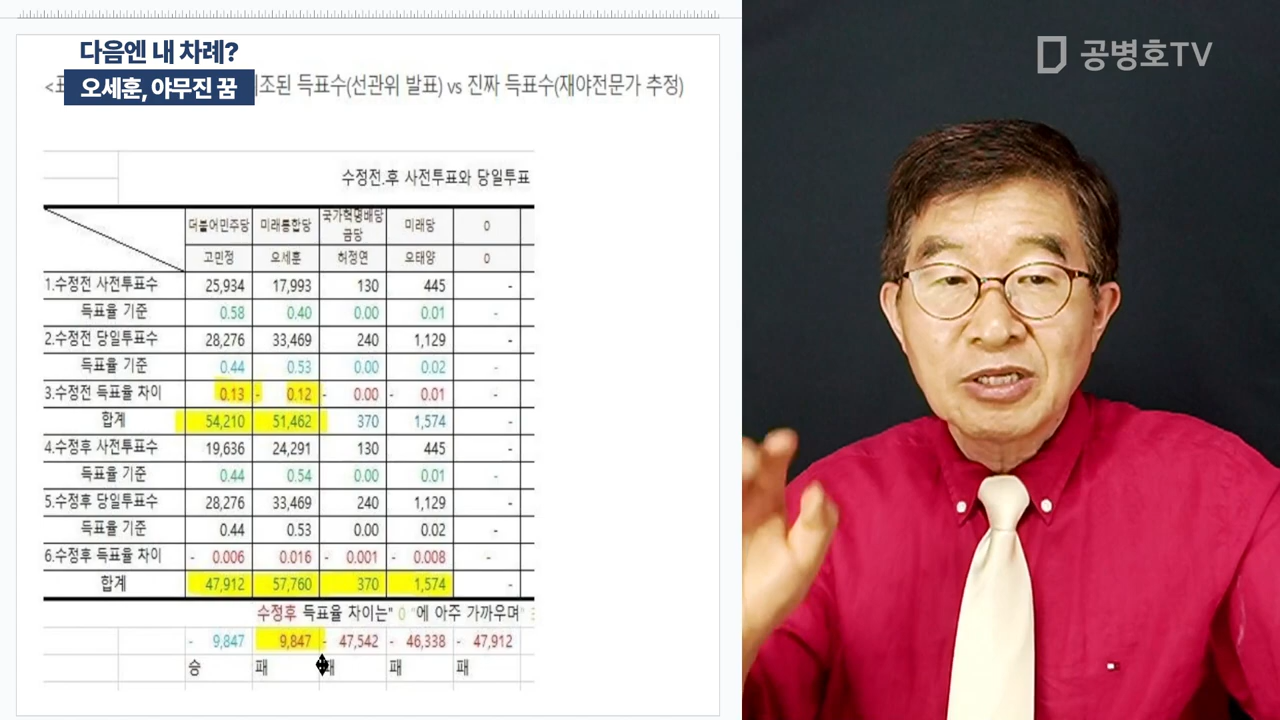 다음엔 내 차례?
오세훈, 야무진 꿈
공병호TV
조된 득표수(선관위 발표) vs 진짜 득표수(재야전문가 추정)
수정전.후 사전투표와 당일투표
더불어민주당 미래통합당 국가혁명배당금당 미래당 0
고민정 오세훈 허정연 오태양 0
1.수정전 사전투표수 25,934 17,993 130 445 -
득표율 기준 0.58 0.40 0.00 0.01 -
2.수정전 당일투표수 28,276 33,469 240 1,129 -
득표율 기준 0.44 0.53 0.00 0.02 -
3.수정전 득표율 차이 0.13 - 0.12 - 0.00 - 0.01 -
합계 54,210 51,462 370 1,574 -
4.수정후 사전투표수 19,636 24,291 130 445 -
득표율 기준 0.44 0.54 0.00 0.01 -
5.수정후 당일투표수 28,276 33,469 240 1,129 -
득표율 기준 0.44 0.53 0.00 0.02 -
6.수정후 득표율 차이 - 0.006 0.016 - 0.001 - 0.008 -
합계 47,912 57,760 370 1,574 -
수정후 득표율 차이는" 0 "에 아주 가까우며"
- 9,847 9,847 - 47,542 - 46,338 - 47,912
승 패 패 패 패